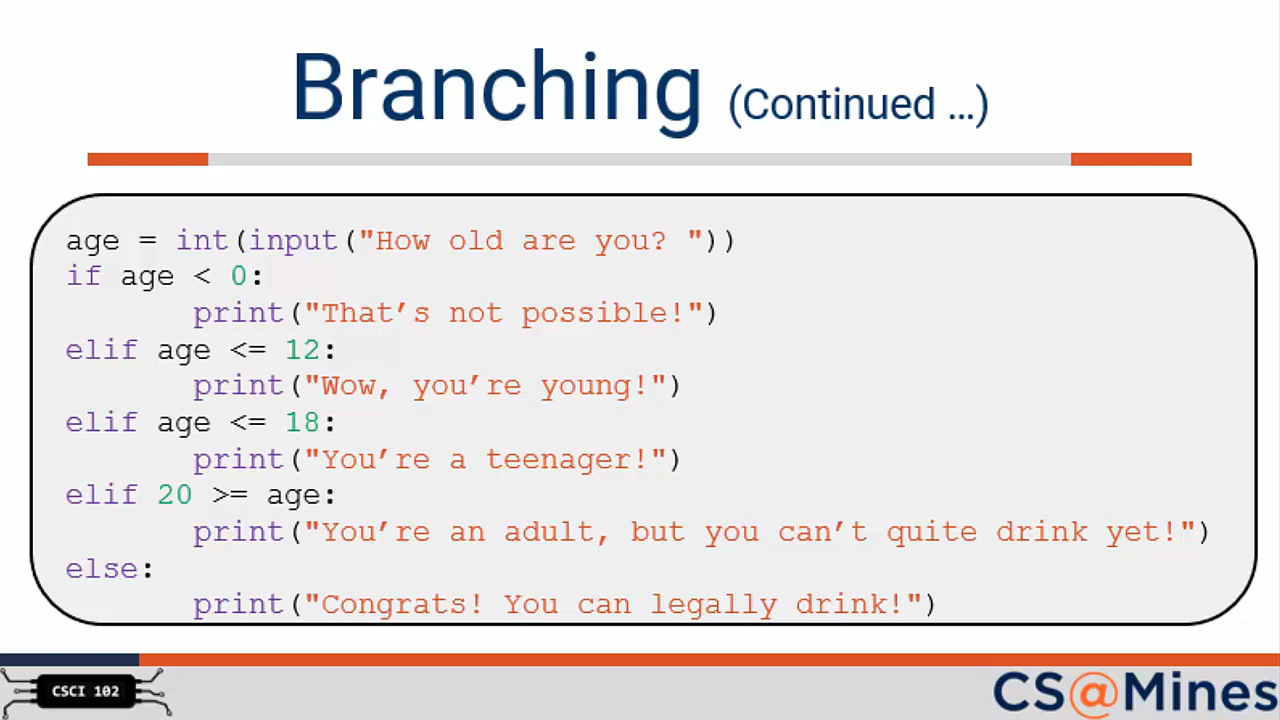 Branching (Continued …)
age = int(input("How old are you? "))
if age < 0:
print("That’s not possible!")
elif age <= 12:
print("Wow, you’re young!")
elif age <= 18:
print("You’re a teenager!")
elif 20 >= age:
print("You’re an adult, but you can’t quite drink yet!")
else:
print("Congrats! You can legally drink!")
CSCI 102
CS@Mines